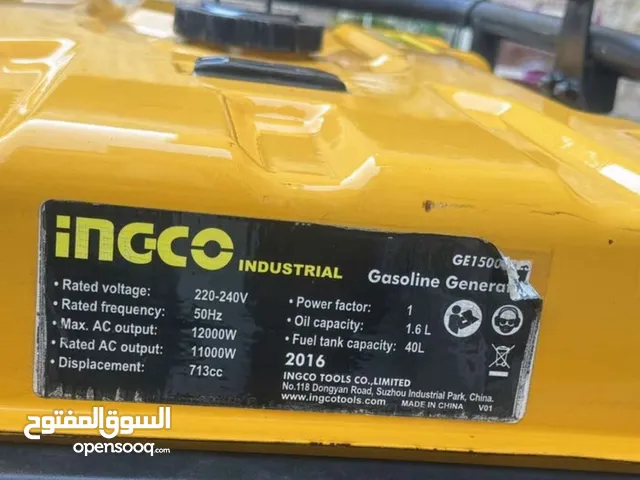 INGCO INDUSTRIAL
GE1500
Gasoline
• Rated voltage: 220-240V
• Rated frequency: 50Hz
• Max. AC output: 12000W
• Rated AC output: 11000W
• Displacement: 713cc
• Power factor: 1
• Oil capacity: 1.6 L
• Fuel tank capacity: 40L
2016
INGCO TOOLS CO.,LIMITED
No.118 Dongyan Road, Suzhou Industrial Park, China.
www.ingcotools.com MADE IN CHINA V01
السوق المفتوح
opensooq.com